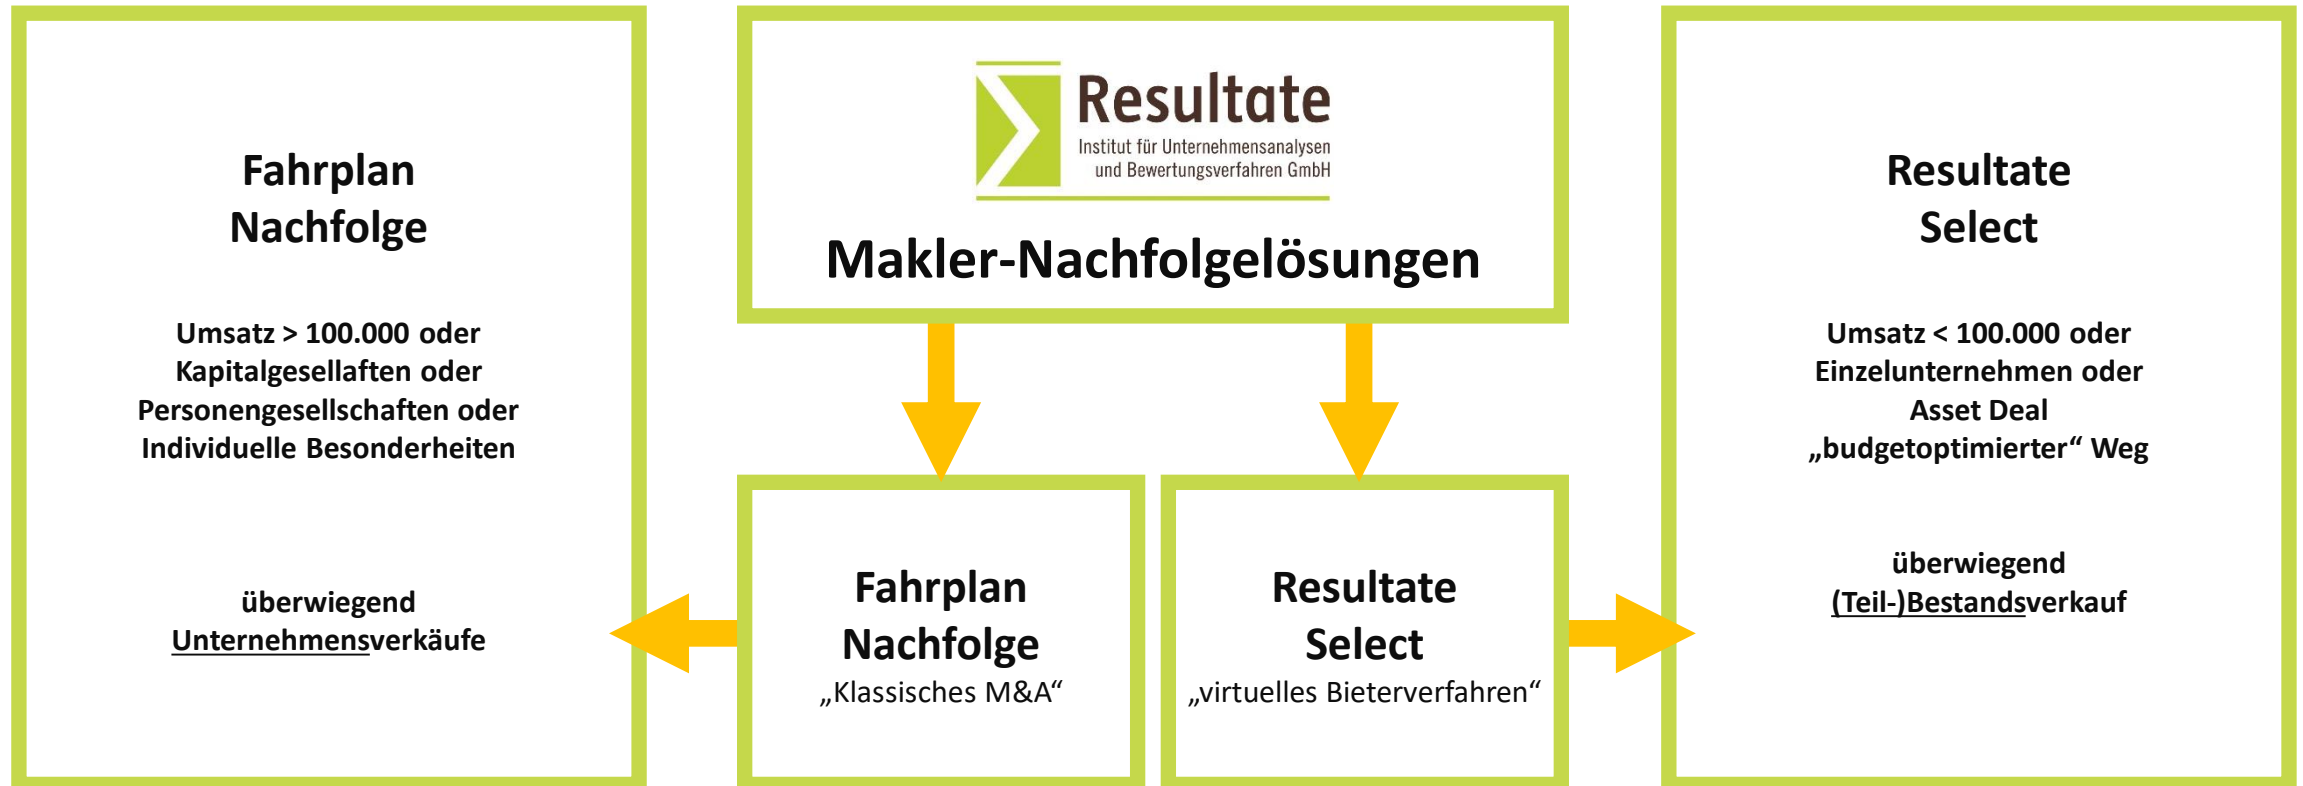 Fahrplan
Nachfolge
Umsatz > 100.000 oder
Kapitalgesellaften oder
Personengesellschaften oder
Individuelle Besonderheiten
überwiegend
Unternehmensverkäufe
Resultate
Institut für Unternehmensanalysen
und Bewertungsverfahren GmbH
Makler-Nachfolgelösungen
Fahrplan
Nachfolge
„Klassisches M&A“
Resultate
Select
„virtuelles Bieterverfahren“
Resultate
Select
Umsatz < 100.000 oder
Einzelunternehmen oder
Asset Deal
„budgetoptimierter“ Weg
überwiegend
(Teil-)Bestandsverkauf